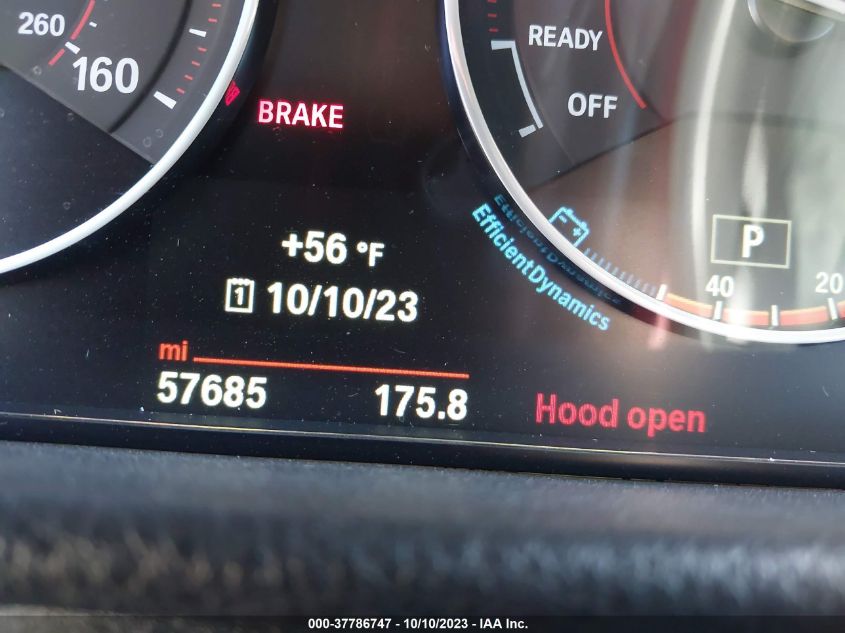 260
160
READY
OFF
BRAKE
+56 °F
1 10/10/23
EfficientDynamics
P
40
20
mi
57685 175.8
Hood open
000-37786747 - 10/10/2023 - IAA Inc.